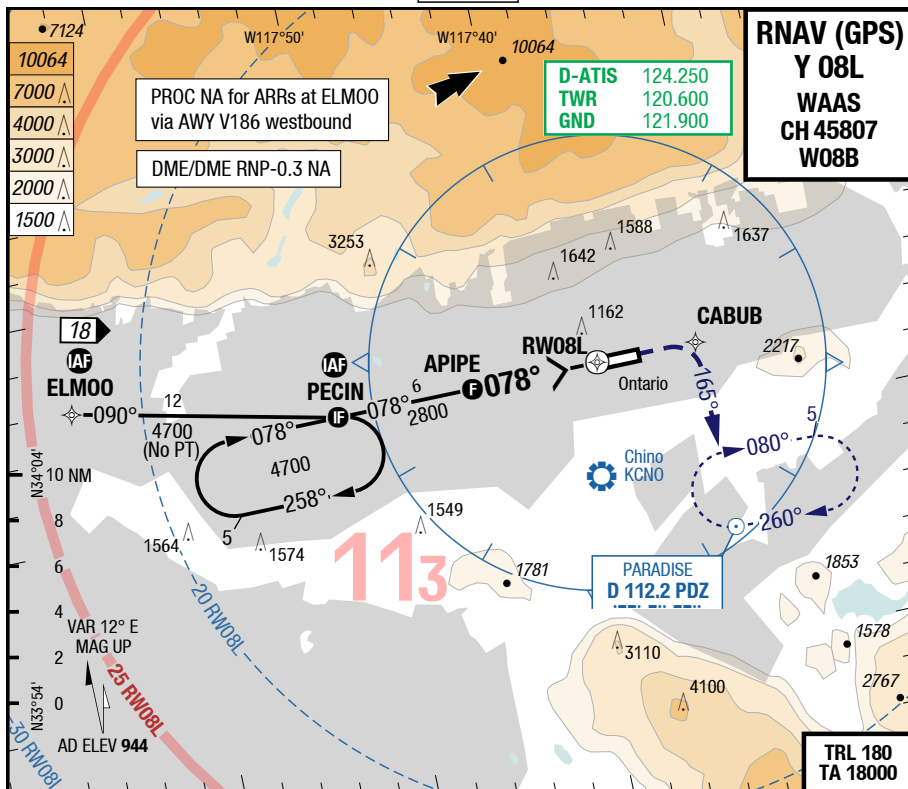 7124
W117°50'
W117°40'
10064
RNAV (GPS)
Y 08L
WAAS
CH 45807
W08B
10064
7000
4000
3000
2000
1500
PROC NA for ARRs at ELMOO
via AWY V186 westbound
DME/DME RNP-0.3 NA
D-ATIS 124.250
TWR 120.600
GND 121.900
3253
1642
1588
1637
1162
18
IAF
ELMOO
090°
12
4700
(No PT)
IAF
PECIN
IF
078°
6
2800
APIPE
F
078°
RW08L
Ontario
CABUB
2217
165°
078°
4700
258°
5
080°
5
260°
Chino
KCNO
N34°04'
10 NM
8
6
4
2
0
N33°54'
1564
1574
1549
113
1781
PARADISE
D 112.2 PDZ
1853
1578
2767
3110
4100
20 RW08L
25 RW08L
30 RW08L
VAR 12° E
MAG UP
AD ELEV 944
TRL 180
TA 18000